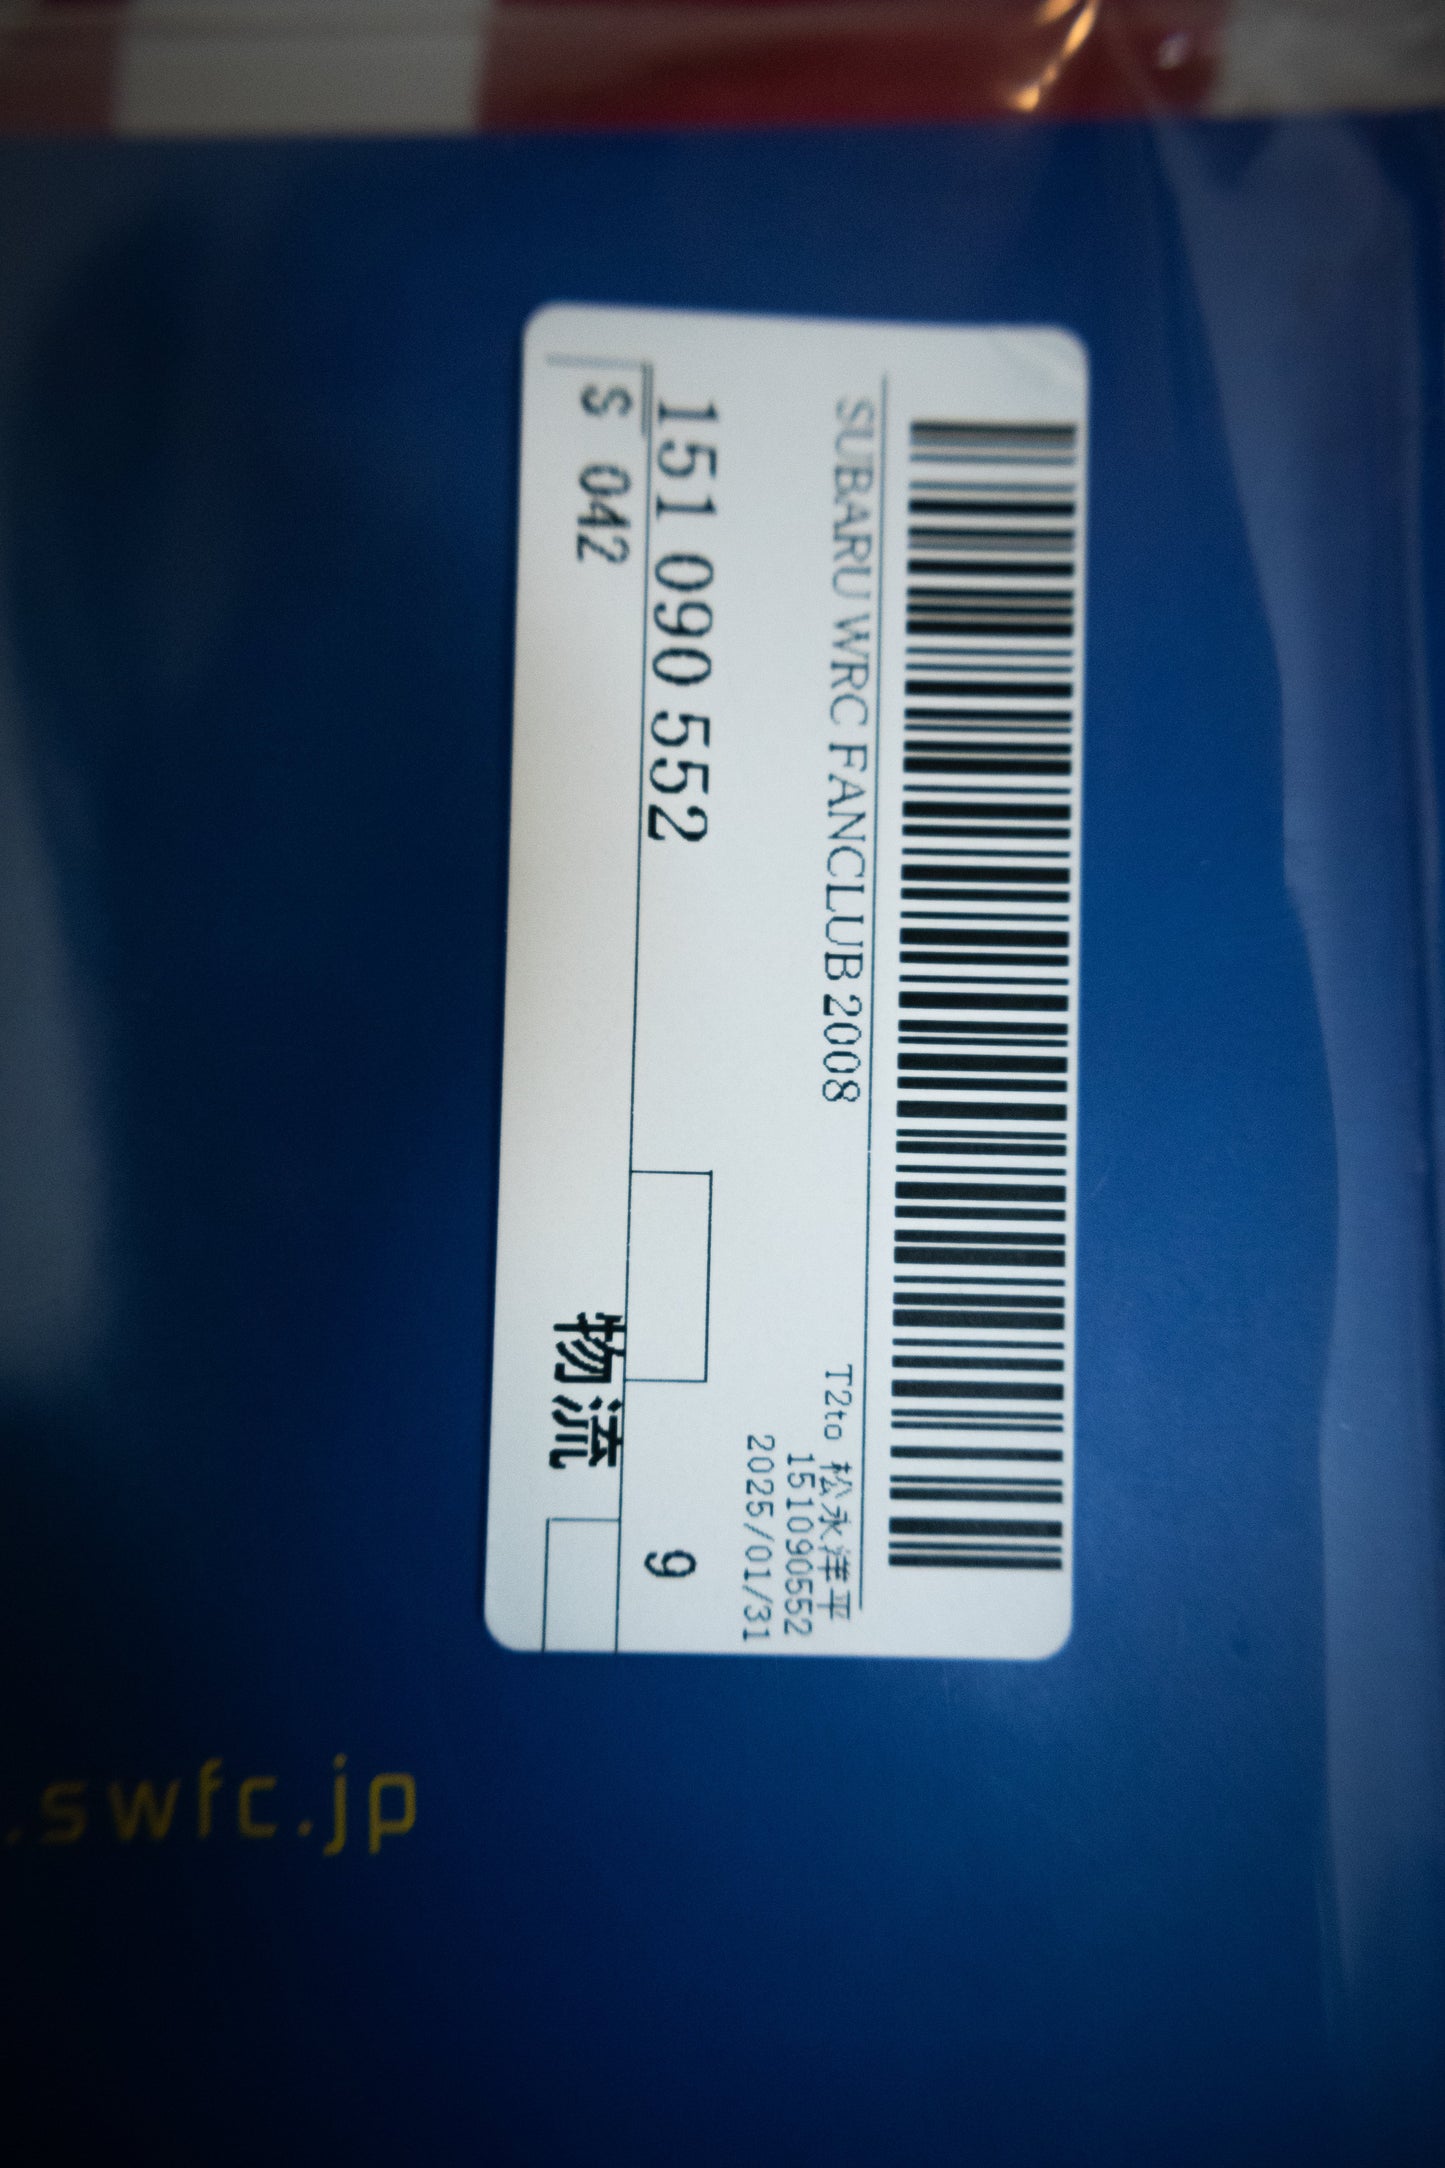 SUBARU WRC FANCLUB 2008
T2to 松永洋平
151090552
2025/01/31
151 090 552
9
S 042
物流
.swfc.jp